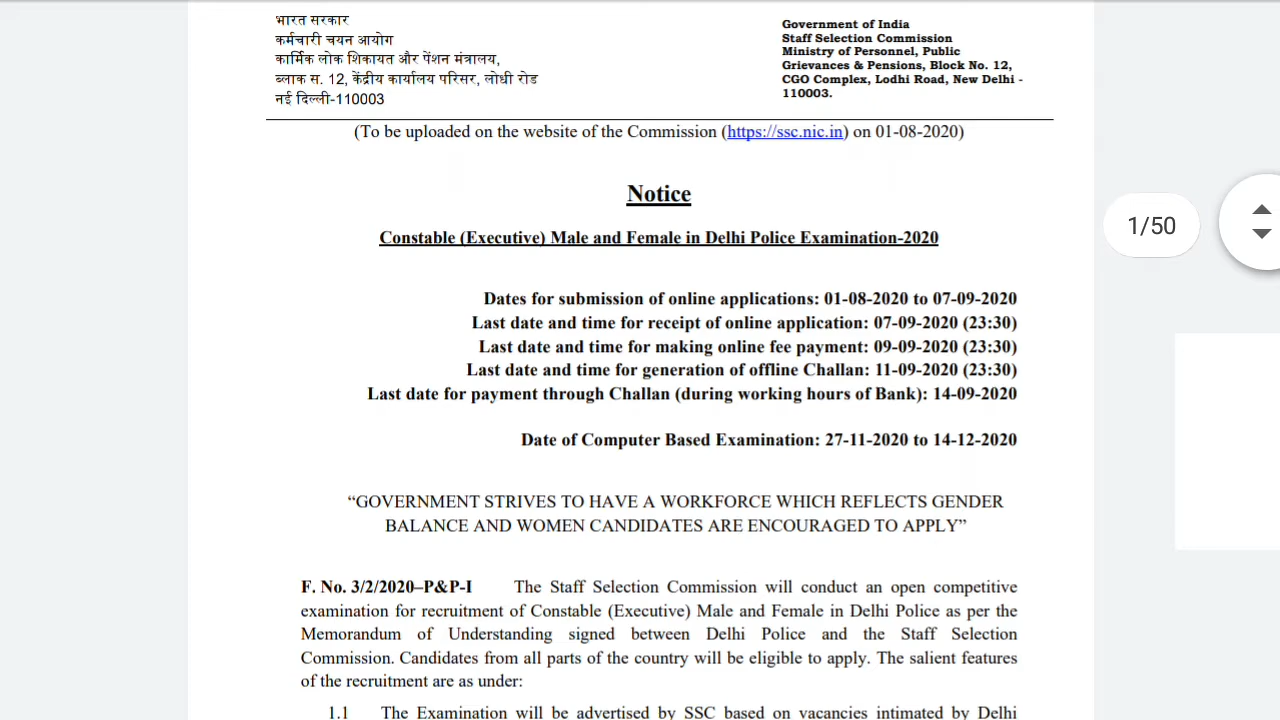 भारत सरकार
कर्मचारी चयन आयोग
कार्मिक लोक शिकायत और पेंशन मंत्रालय,
ब्लाक स. 12, केंद्रीय कार्यालय परिसर, लोधी रोड
नई दिल्ली-110003
Government of India
Staff Selection Commission
Ministry of Personnel, Public
Grievances & Pensions, Block No. 12,
CGO Complex, Lodhi Road, New Delhi -
110003.
(To be uploaded on the website of the Commission (https://ssc.nic.in) on 01-08-2020)
Notice
1/50
Constable (Executive) Male and Female in Delhi Police Examination-2020
Dates for submission of online applications: 01-08-2020 to 07-09-2020
Last date and time for receipt of online application: 07-09-2020 (23:30)
Last date and time for making online fee payment: 09-09-2020 (23:30)
Last date and time for generation of offline Challan: 11-09-2020 (23:30)
Last date for payment through Challan (during working hours of Bank): 14-09-2020
Date of Computer Based Examination: 27-11-2020 to 14-12-2020
“GOVERNMENT STRIVES TO HAVE A WORKFORCE WHICH REFLECTS GENDER
BALANCE AND WOMEN CANDIDATES ARE ENCOURAGED TO APPLY”
F. No. 3/2/2020–P&P-I The Staff Selection Commission will conduct an open competitive
examination for recruitment of Constable (Executive) Male and Female in Delhi Police as per the
Memorandum of Understanding signed between Delhi Police and the Staff Selection
Commission. Candidates from all parts of the country will be eligible to apply. The salient features
of the recruitment are as under:
1.1 The Examination will be advertised by SSC based on vacancies intimated by Delhi